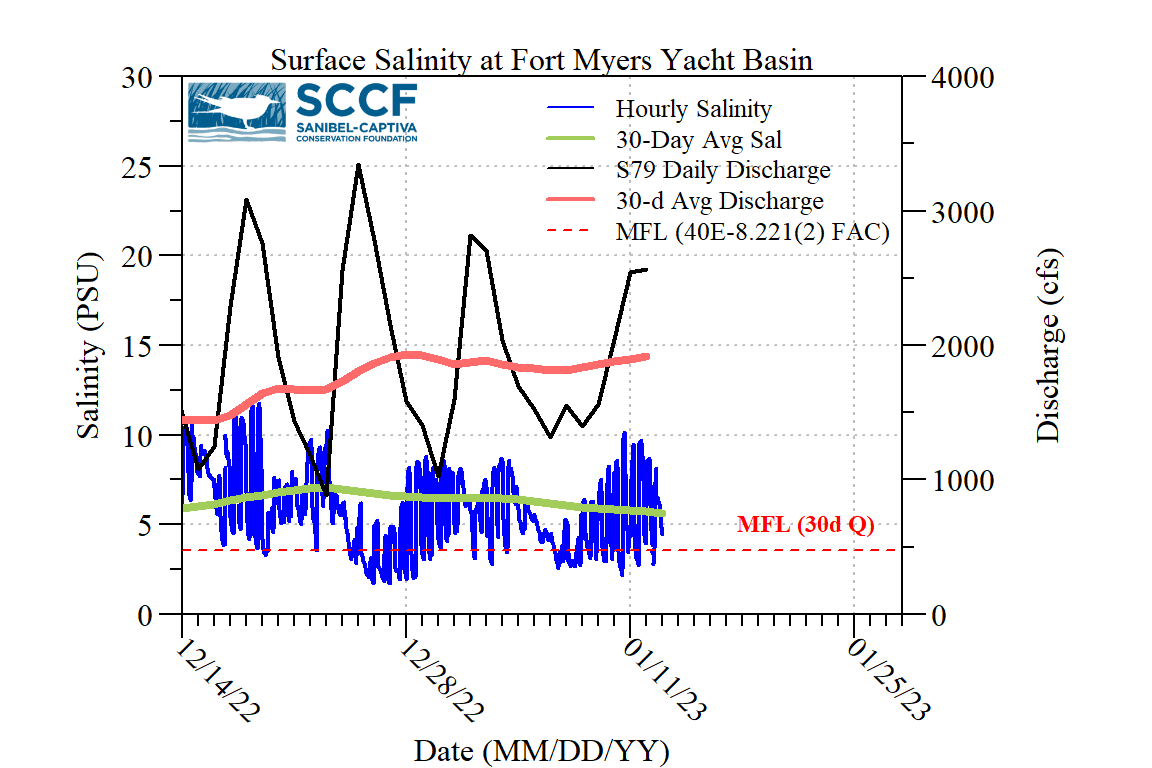 Surface Salinity at Fort Myers Yacht Basin
SCCF
SANIBEL-CAPTIVA
CONSERVATION FOUNDATION
Hourly Salinity
30-Day Avg Sal
S79 Daily Discharge
30-d Avg Discharge
MFL (40E-8.221(2) FAC)
Salinity (PSU)
30
25
20
15
10
5
0
Discharge (cfs)
4000
3000
2000
1000
0
MFL (30d Q)
12/14/22
12/28/22
01/11/23
01/25/23
Date (MM/DD/YY)